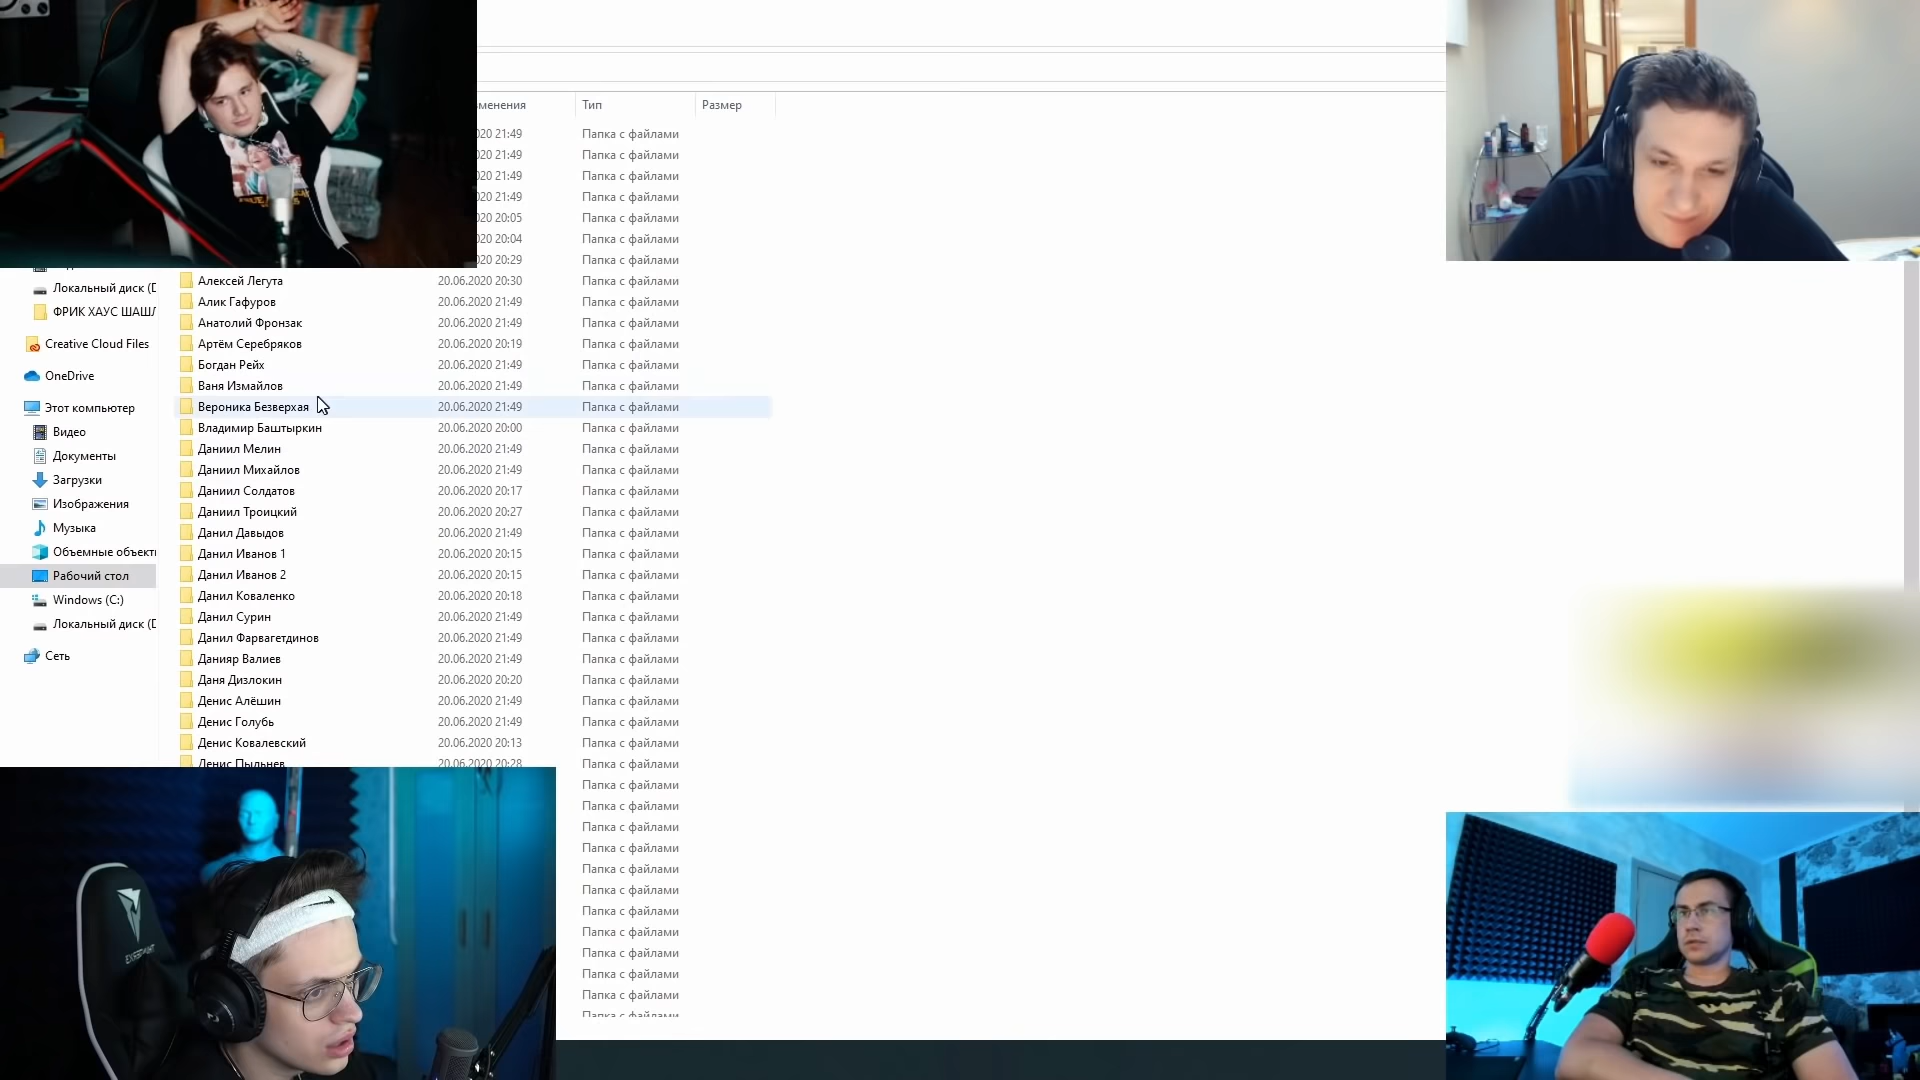 менения Тип Размер
020 21:49 Папка с файлами
020 21:49 Папка с файлами
020 21:49 Папка с файлами
020 21:49 Папка с файлами
020 20:05 Папка с файлами
020 20:04 Папка с файлами
020 20:29 Папка с файлами
Алексей Легута 20.06.2020 20:30 Папка с файлами
Локальный диск (D
Алик Гафуров 20.06.2020 21:49 Папка с файлами
ФРИК ХАУС ШАШЛ
Анатолий Фронзак 20.06.2020 21:49 Папка с файлами
Creative Cloud Files
Артём Серебряков 20.06.2020 20:19 Папка с файлами
Богдан Рейх 20.06.2020 21:49 Папка с файлами
OneDrive
Ваня Измайлов 20.06.2020 21:49 Папка с файлами
Этот компьютер
Вероника Безверхая 20.06.2020 21:49 Папка с файлами
Видео
Владимир Баштыркин 20.06.2020 20:00 Папка с файлами
Документы
Даниил Мелин 20.06.2020 21:49 Папка с файлами
Даниил Михайлов 20.06.2020 21:49 Папка с файлами
Загрузки
Даниил Солдатов 20.06.2020 20:17 Папка с файлами
Изображения
Даниил Троицкий 20.06.2020 20:27 Папка с файлами
Музыка
Данил Давыдов 20.06.2020 21:49 Папка с файлами
Объемные объекты
Данил Иванов 1 20.06.2020 20:15 Папка с файлами
Рабочий стол
Данил Иванов 2 20.06.2020 20:15 Папка с файлами
Windows (C:)
Данил Коваленко 20.06.2020 20:18 Папка с файлами
Данил Сурин 20.06.2020 21:49 Папка с файлами
Локальный диск (D
Данил Фарвагетдинов 20.06.2020 21:49 Папка с файлами
Сеть
Данияр Валиев 20.06.2020 21:49 Папка с файлами
Даня Дизлокин 20.06.2020 20:20 Папка с файлами
Денис Алёшин 20.06.2020 21:49 Папка с файлами
Денис Голубь 20.06.2020 21:49 Папка с файлами
Денис Ковалевский 20.06.2020 20:13 Папка с файлами
Денис Пыльнев 20.06.2020 20:28 Папка с файлами
Папка с файлами
Папка с файлами
Папка с файлами
Папка с файлами
Папка с файлами
Папка с файлами
Папка с файлами
Папка с файлами
Папка с файлами
Папка с файлами
Папка с файлами
Папка с файлами